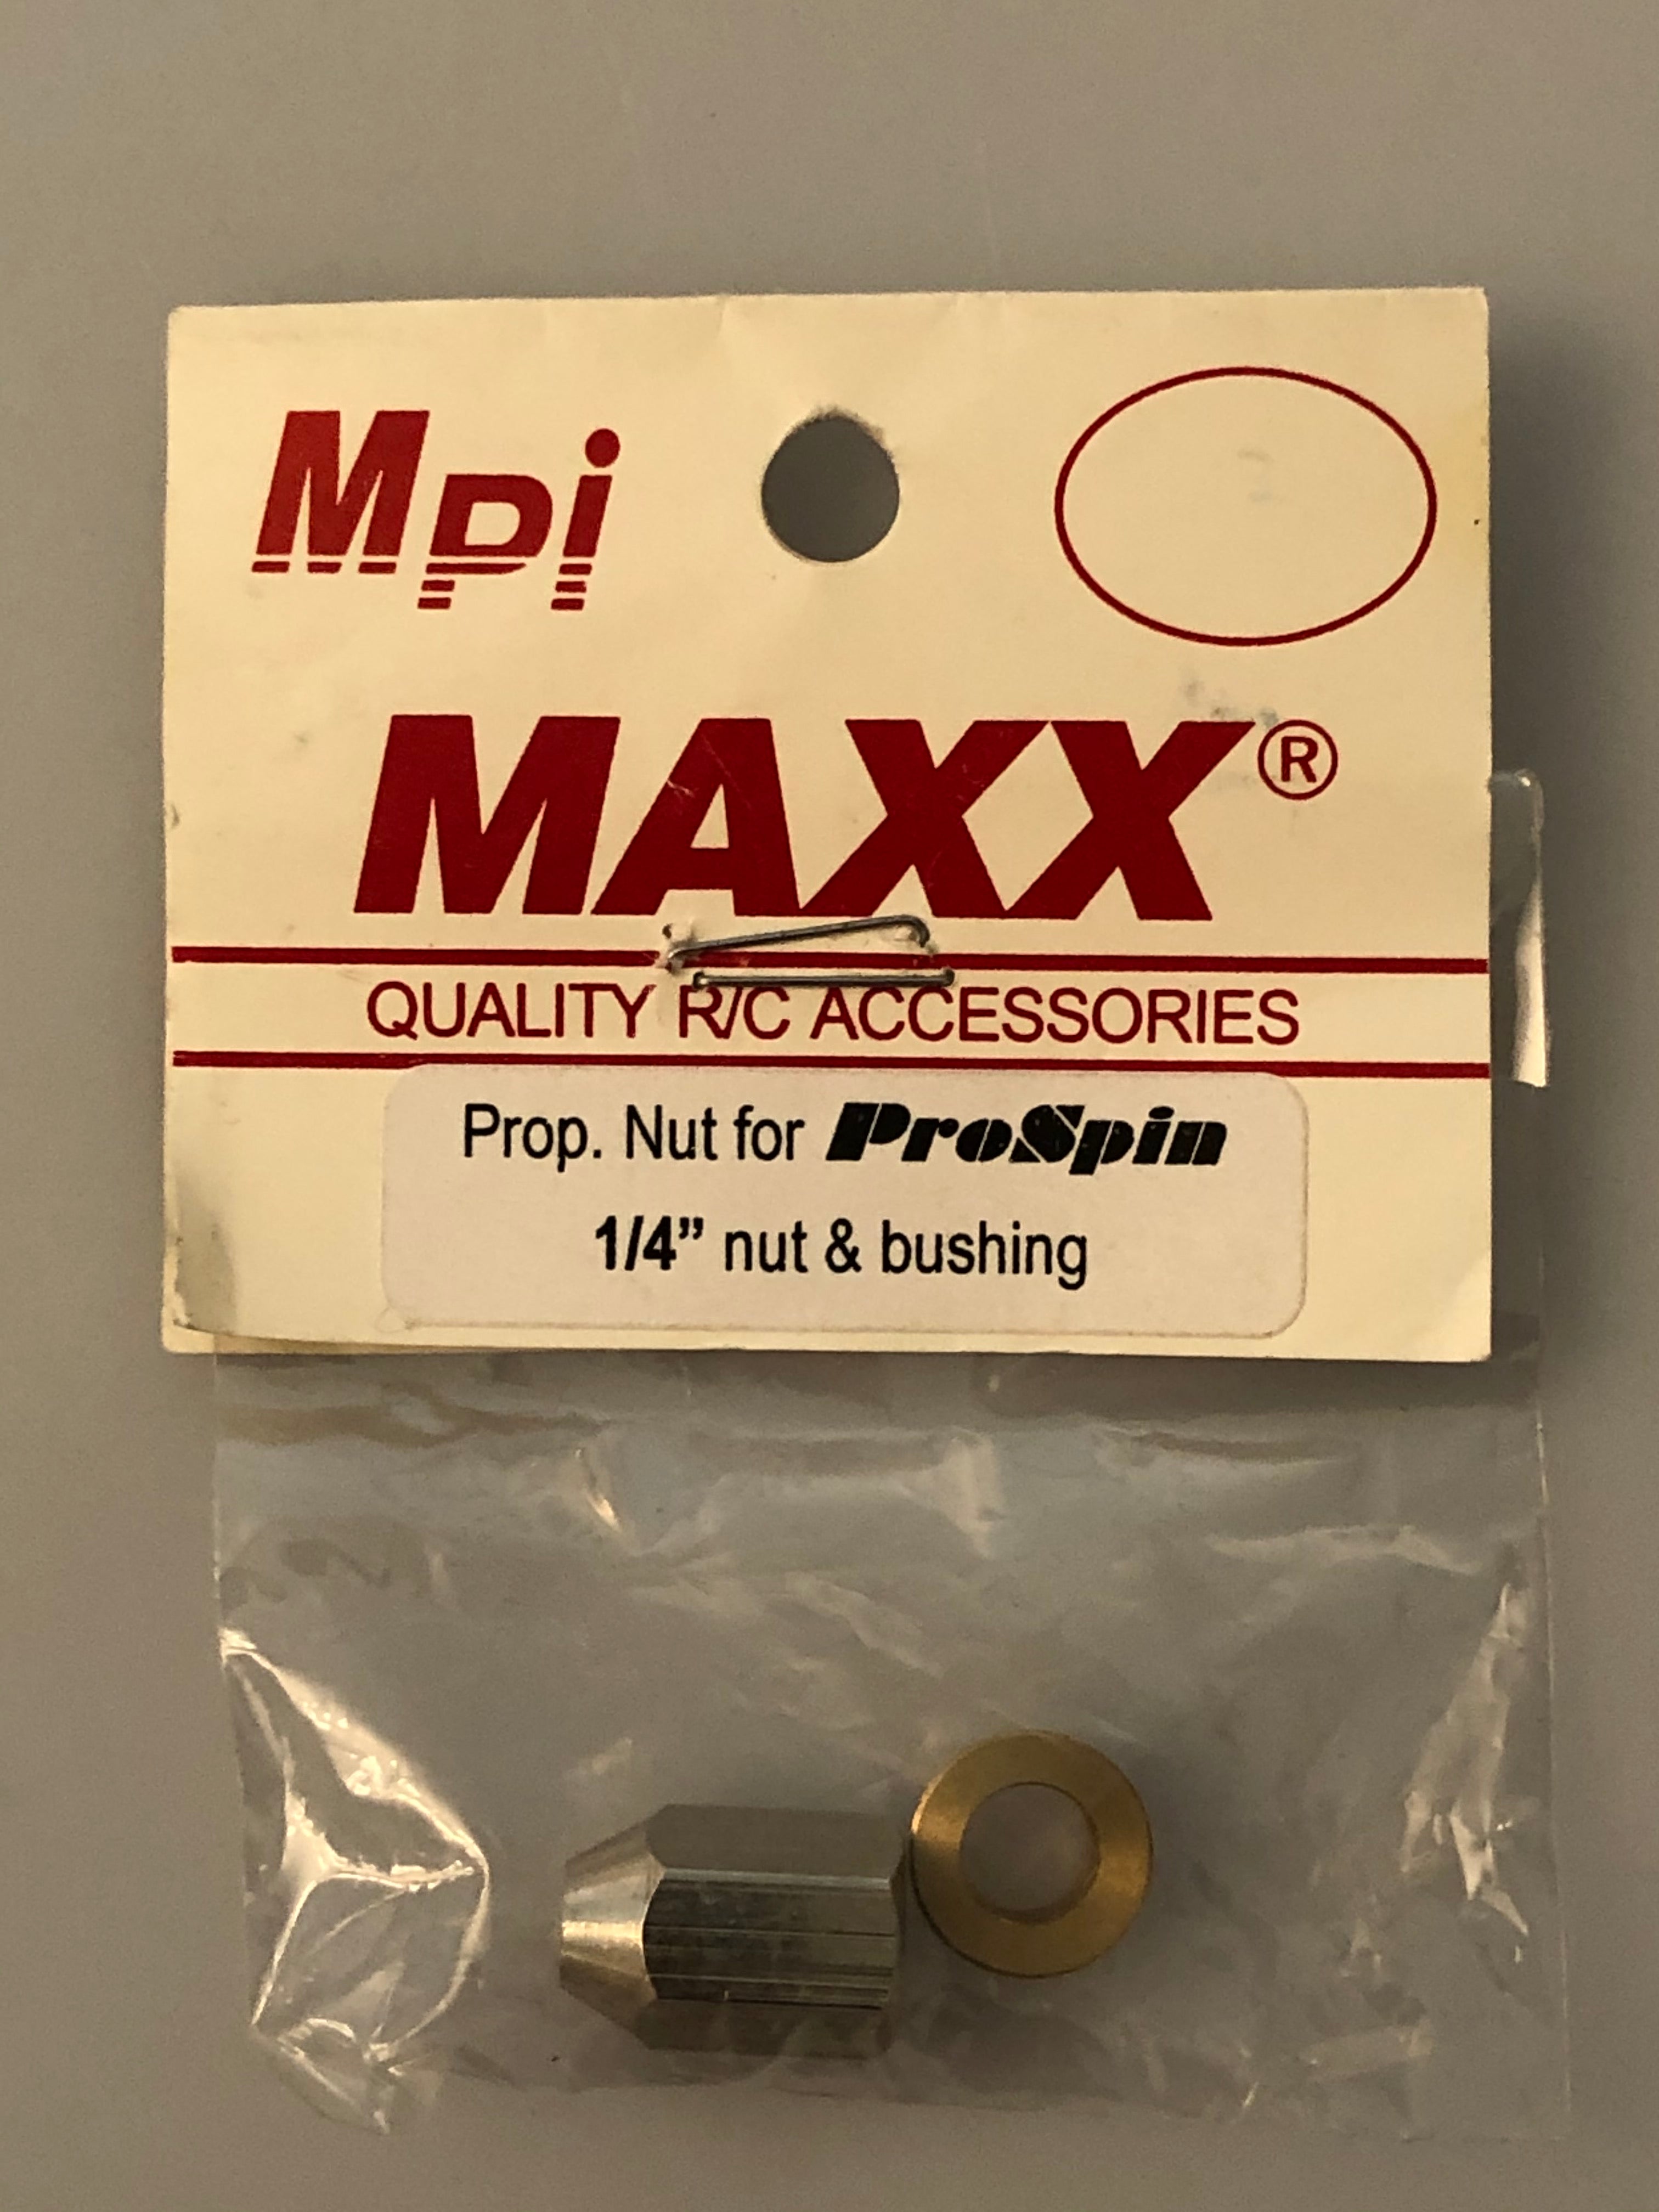 Mpi
MAXX®
QUALITY R/C ACCESSORIES
Prop. Nut for ProSpin
1/4” nut & bushing